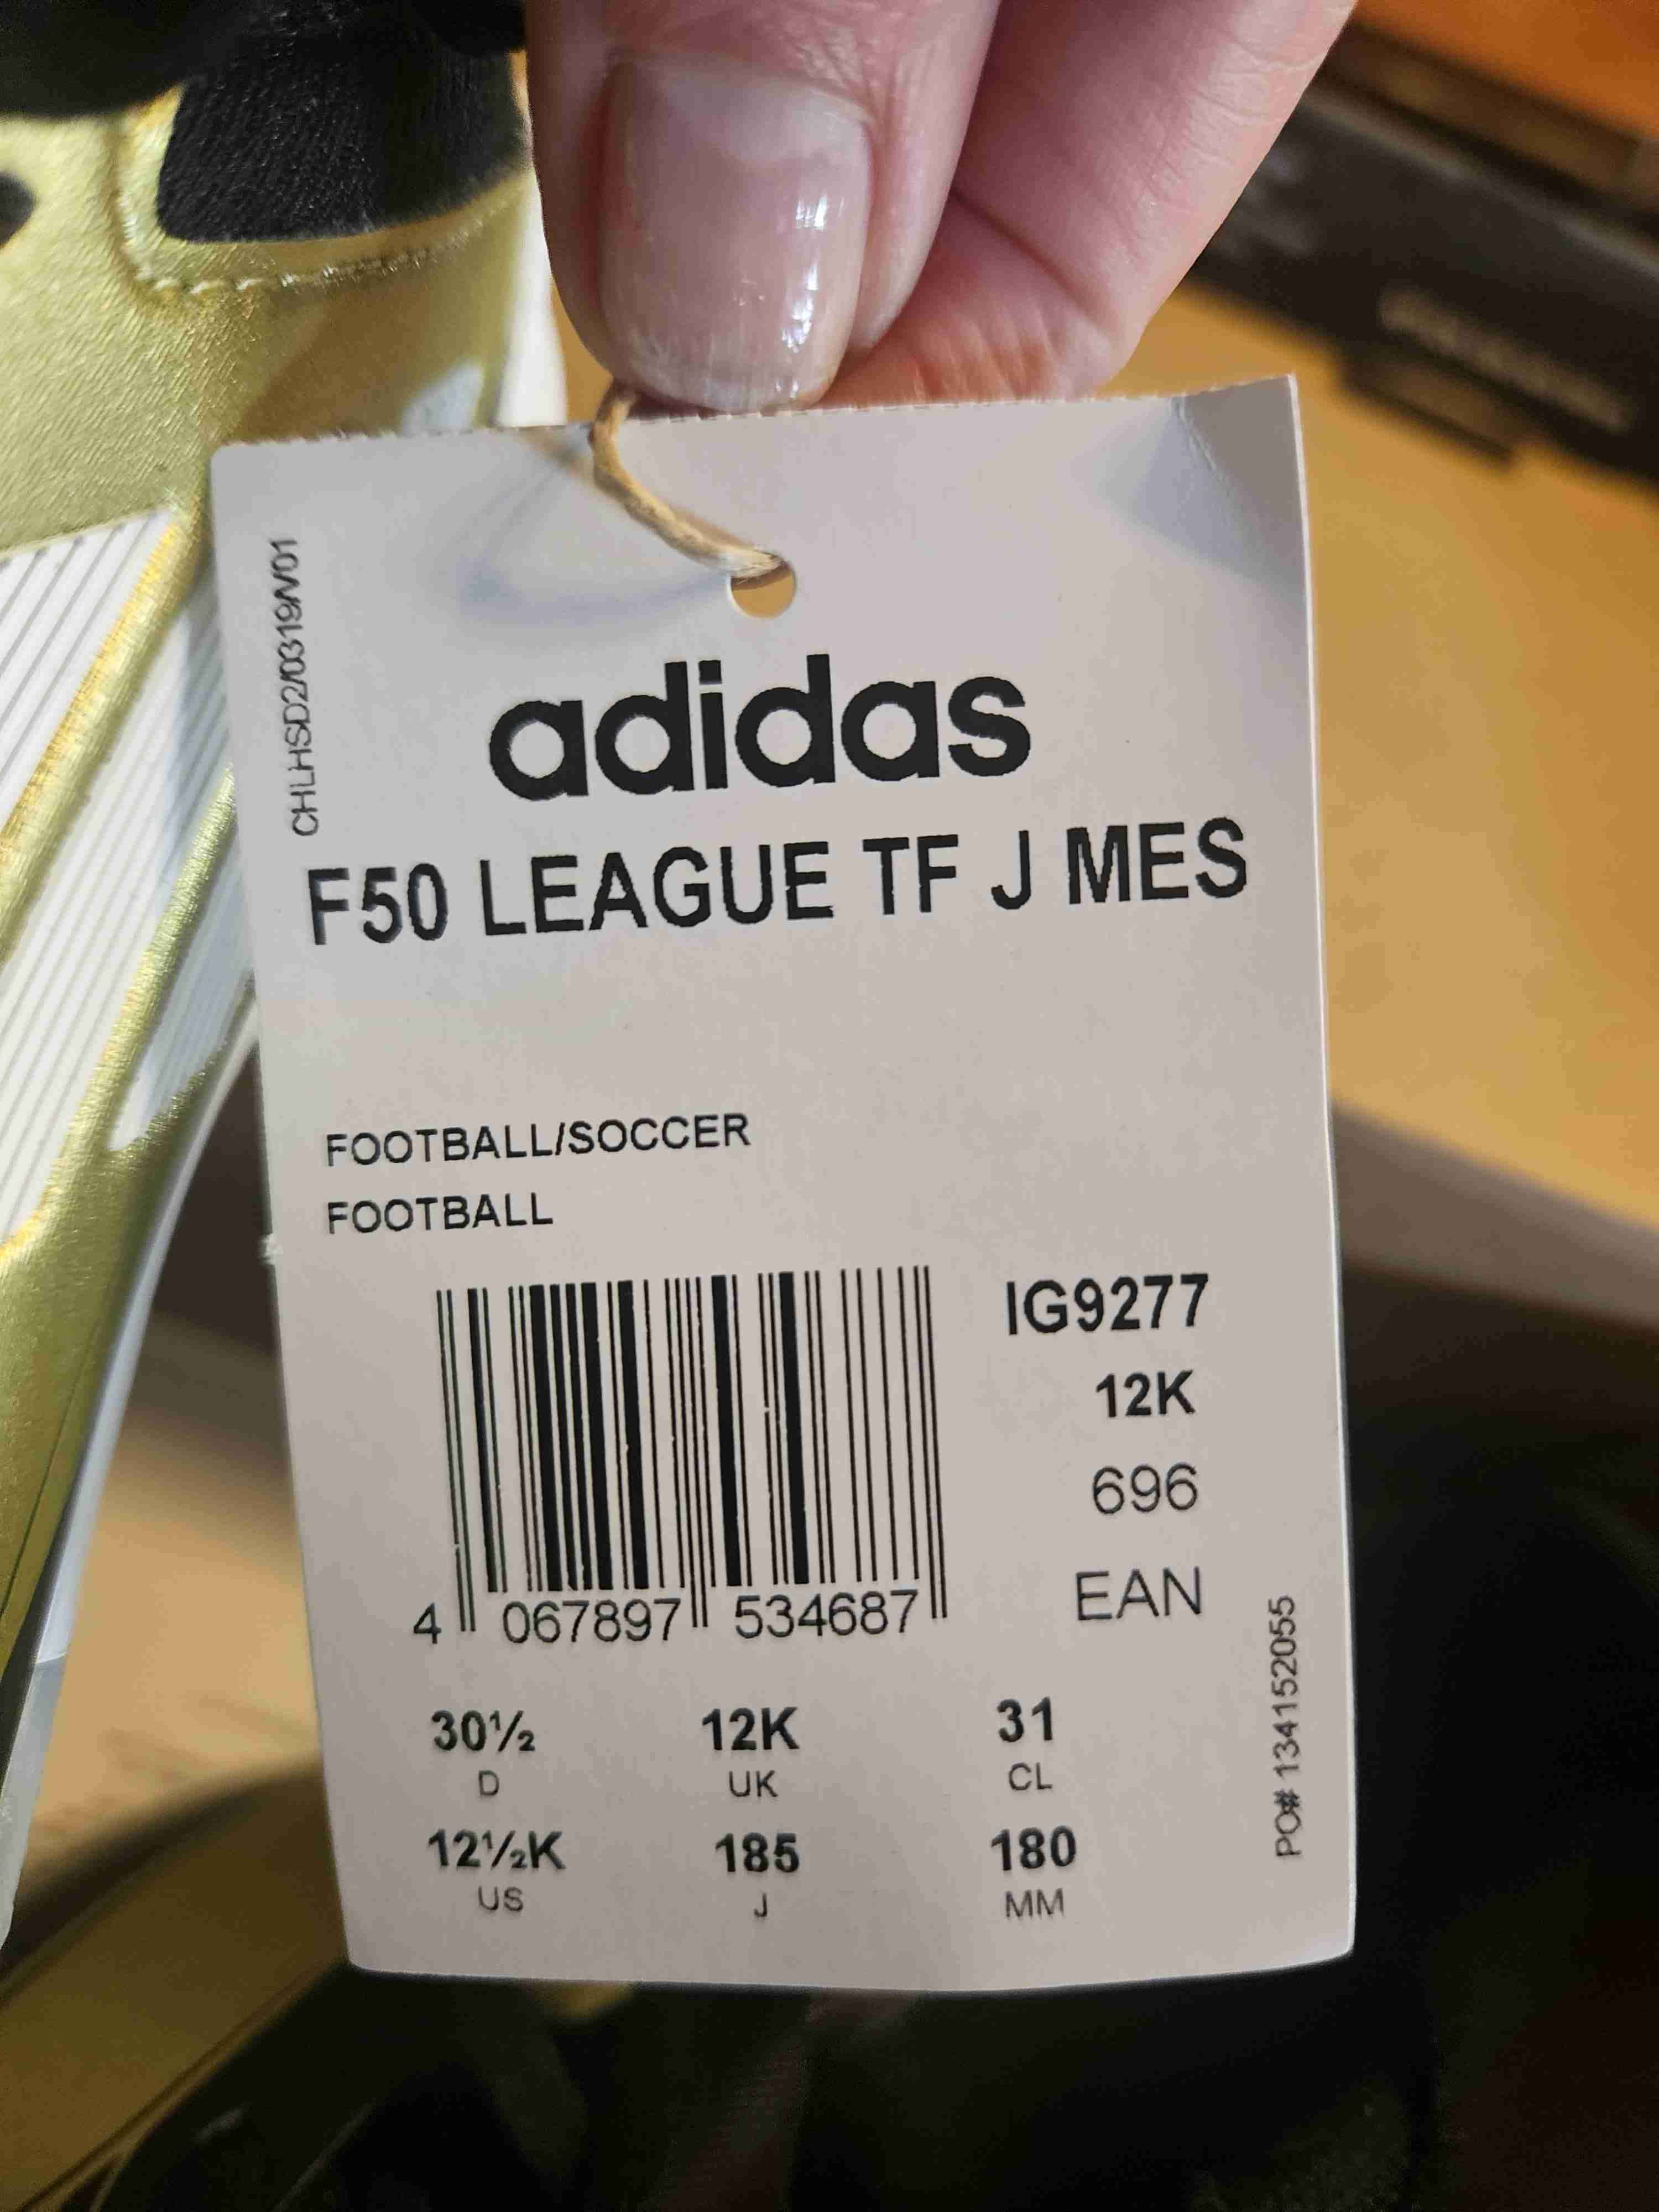 CHLHSD2/0319/V01
adidas
F50 LEAGUE TF J MES
FOOTBALL/SOCCER
FOOTBALL
IG9277
12K
696
EAN
4 067897 534687
30½ 12K 31
D UK CL
12½K 185 180
US J MM
PO# 134152055